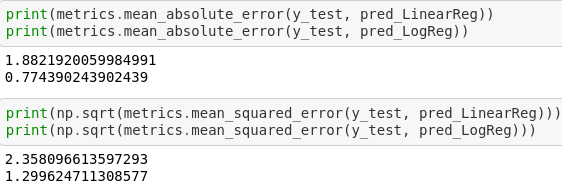 print(metrics.mean_absolute_error(y_test, pred_LinearReg))
print(metrics.mean_absolute_error(y_test, pred_LogReg))
1.8821920059984991
0.774390243902439
print(np.sqrt(metrics.mean_squared_error(y_test, pred_LinearReg)))
print(np.sqrt(metrics.mean_squared_error(y_test, pred_LogReg)))
2.358096613597293
1.299624711308577